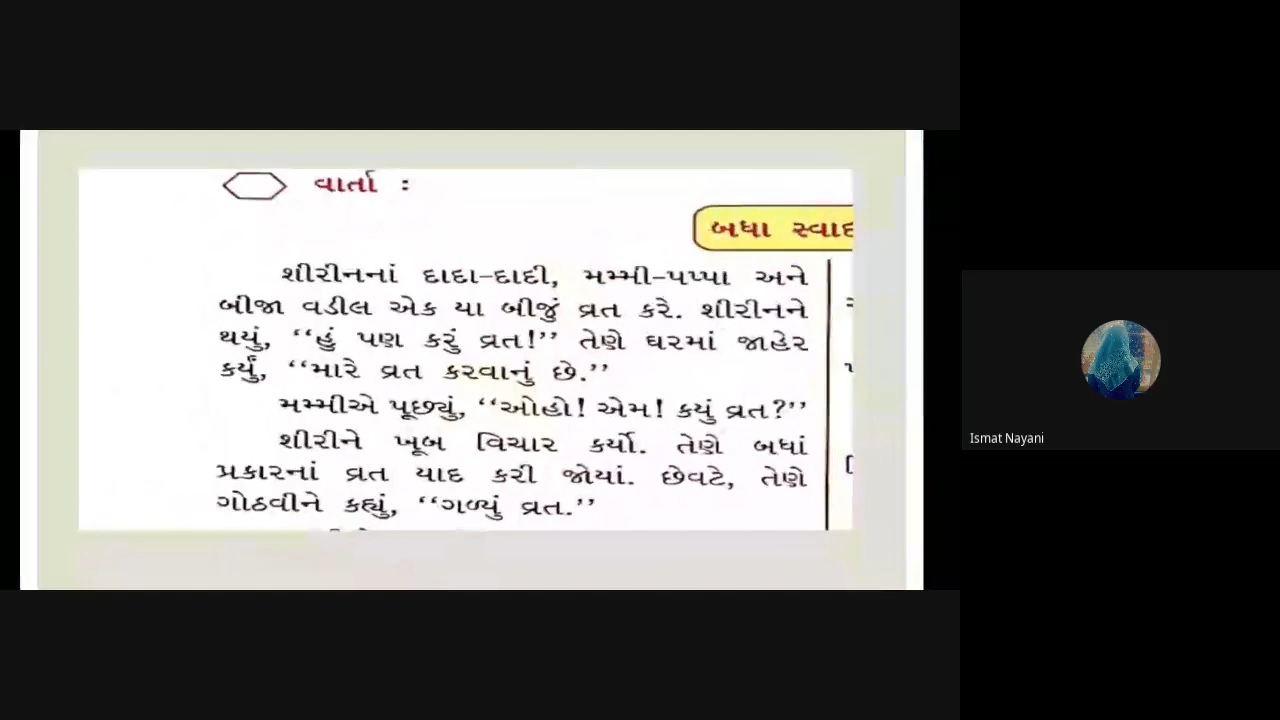 વાર્તા :
બધા
શીરીનનાં દાદા-દાદી, મમ્મી-પપ્પા અને
બીજા વડીલ એક યા બીજું વ્રત કરે. શીરીનને
થયું, “હું પણ કરું વ્રત!” તેણે ઘરમાં જાહેર
કર્યું, “મારે વ્રત કરવાનું છે.”
મમ્મીએ પૂછ્યું, “ઓહો! એમ! કયું વ્રત?”
શીરીને ખૂબ વિચાર કર્યો. તેણે બધાં
પ્રકારનાં વ્રત યાદ કરી જોયાં. છેવટે, તેણે
ગોઠવીને કહ્યું, “ગળ્યું વ્રત.”
Ismat Nayani